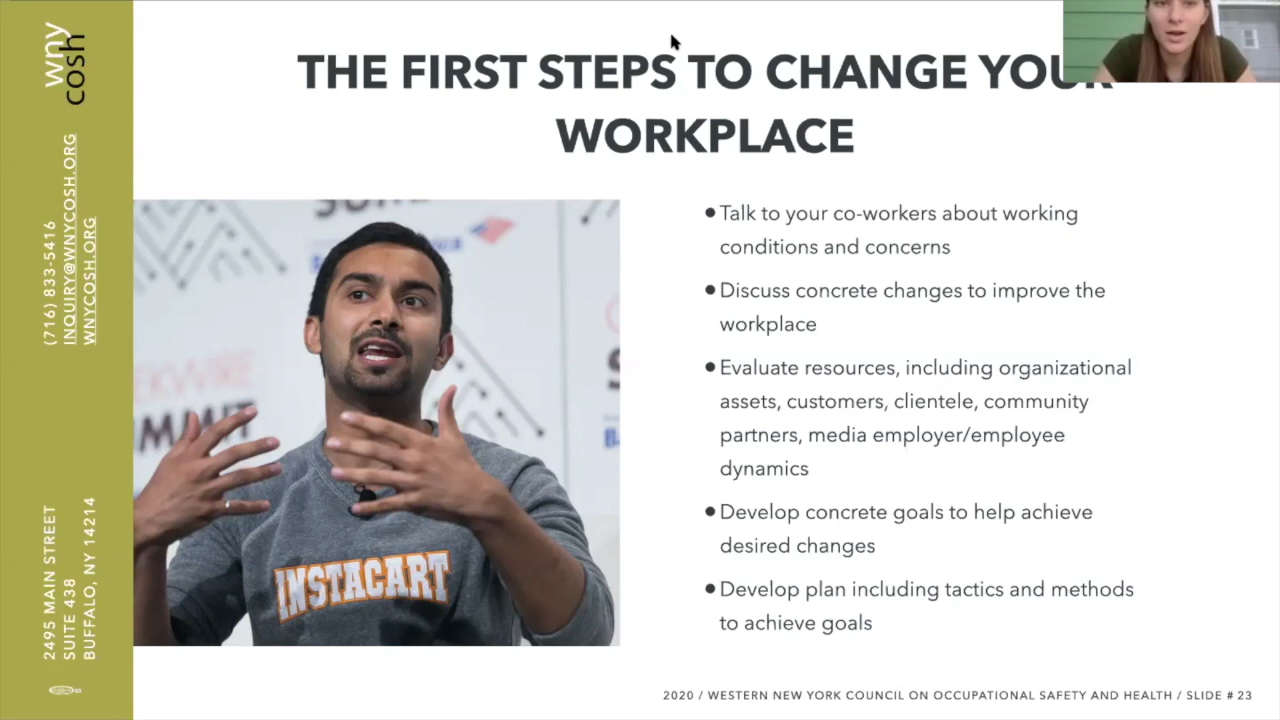 wny
cosh
(716) 833-5416
INQUIRY@WNYCOSH.ORG
WNYCOSH.ORG
2495 MAIN STREET
SUITE 438
BUFFALO, NY 14214
THE FIRST STEPS TO CHANGE YOUR
WORKPLACE
INSTACART
•Talk to your co-workers about working
conditions and concerns
•Discuss concrete changes to improve the
workplace
•Evaluate resources, including organizational
assets, customers, clientele, community
partners, media employer/employee
dynamics
•Develop concrete goals to help achieve
desired changes
•Develop plan including tactics and methods
to achieve goals
2020 / WESTERN NEW YORK COUNCIL ON OCCUPATIONAL SAFETY AND HEALTH / SLIDE # 23